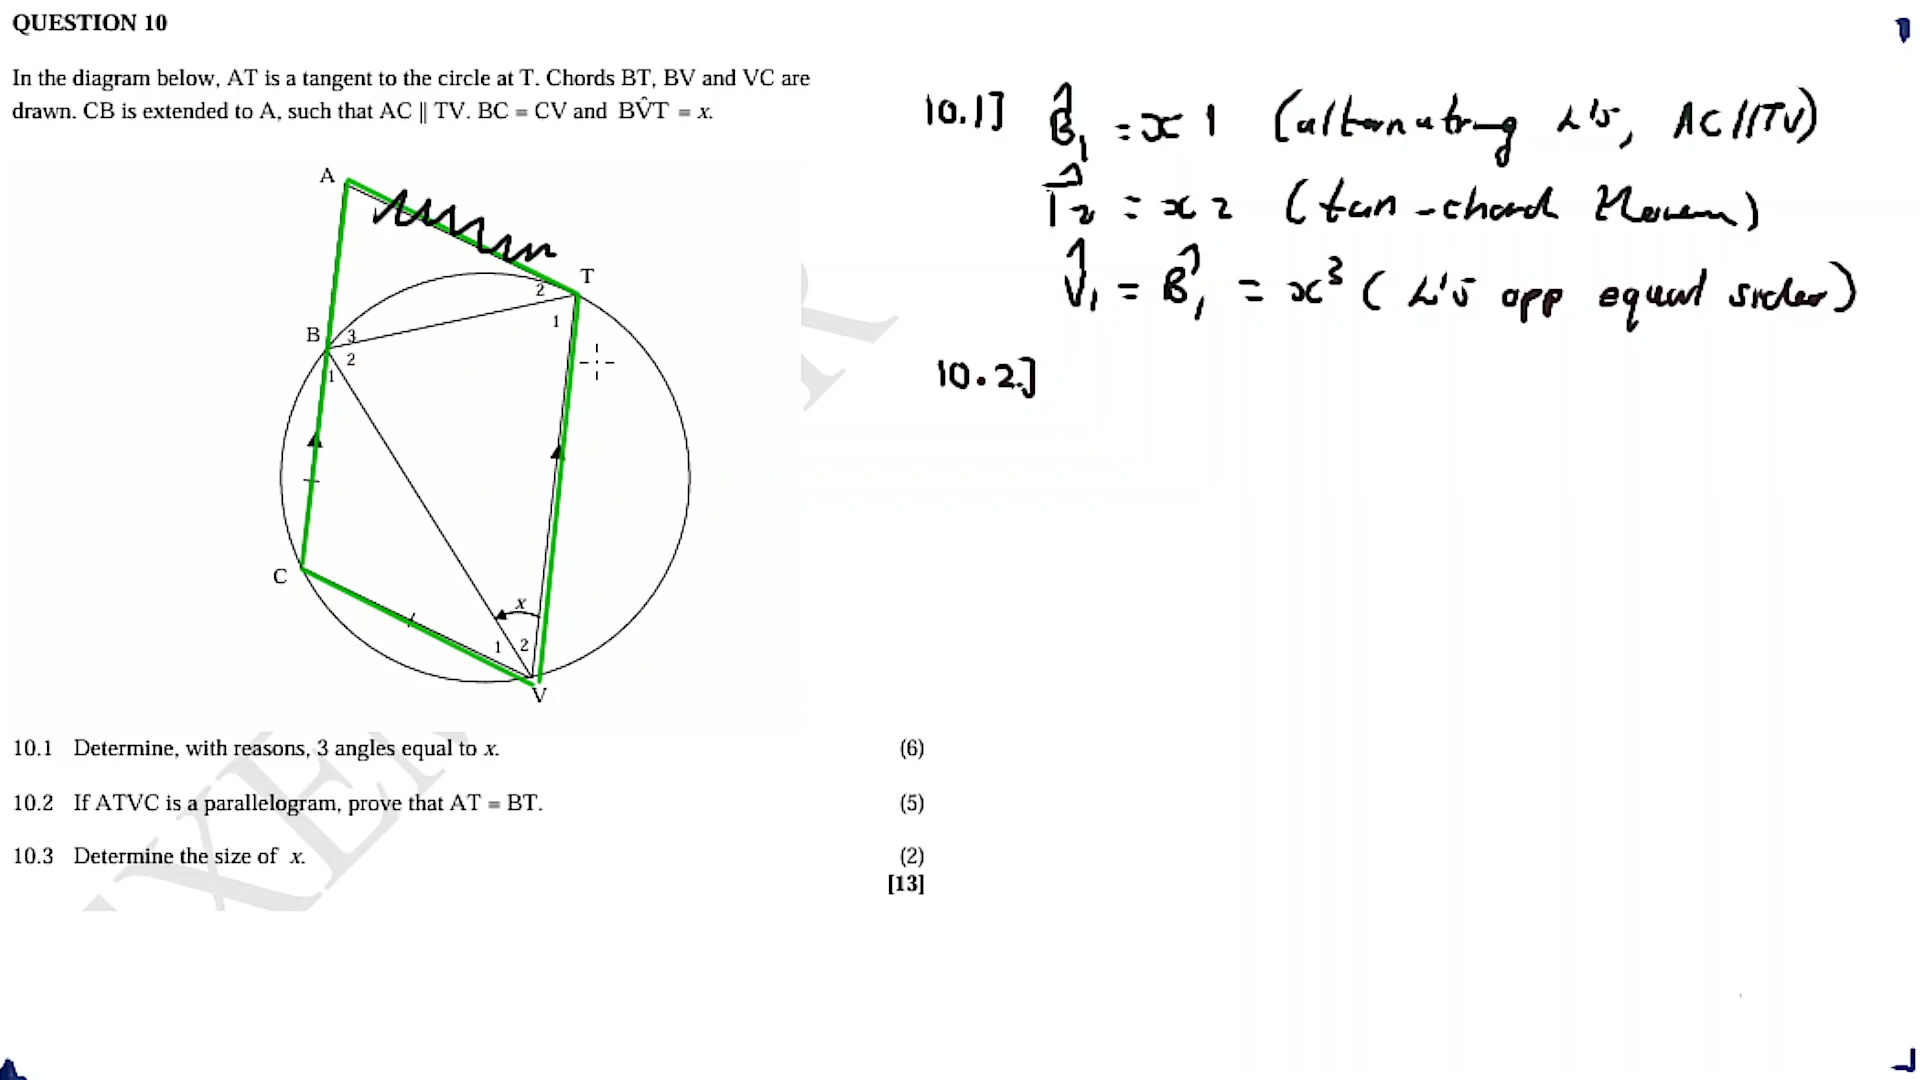 QUESTION 10
In the diagram below, AT is a tangent to the circle at T. Chords BT, BV and VC are
drawn. CB is extended to A, such that AC || TV. BC = CV and BV̂T = x.
A
T
2
1
B
3
2
1
C
x
1
2
V
10.1 Determine, with reasons, 3 angles equal to x. (6)
10.2 If ATVC is a parallelogram, prove that AT = BT. (5)
10.3 Determine the size of x. (2)
[13]
10.1] B̂₁ = x 1 (alternating ∠'s, AC//TV)
T̂₂ = x 2 (tan-chord theorem)
V̂₁ = B̂₁ = x 3 (∠'s opp equal sides)
10.2]